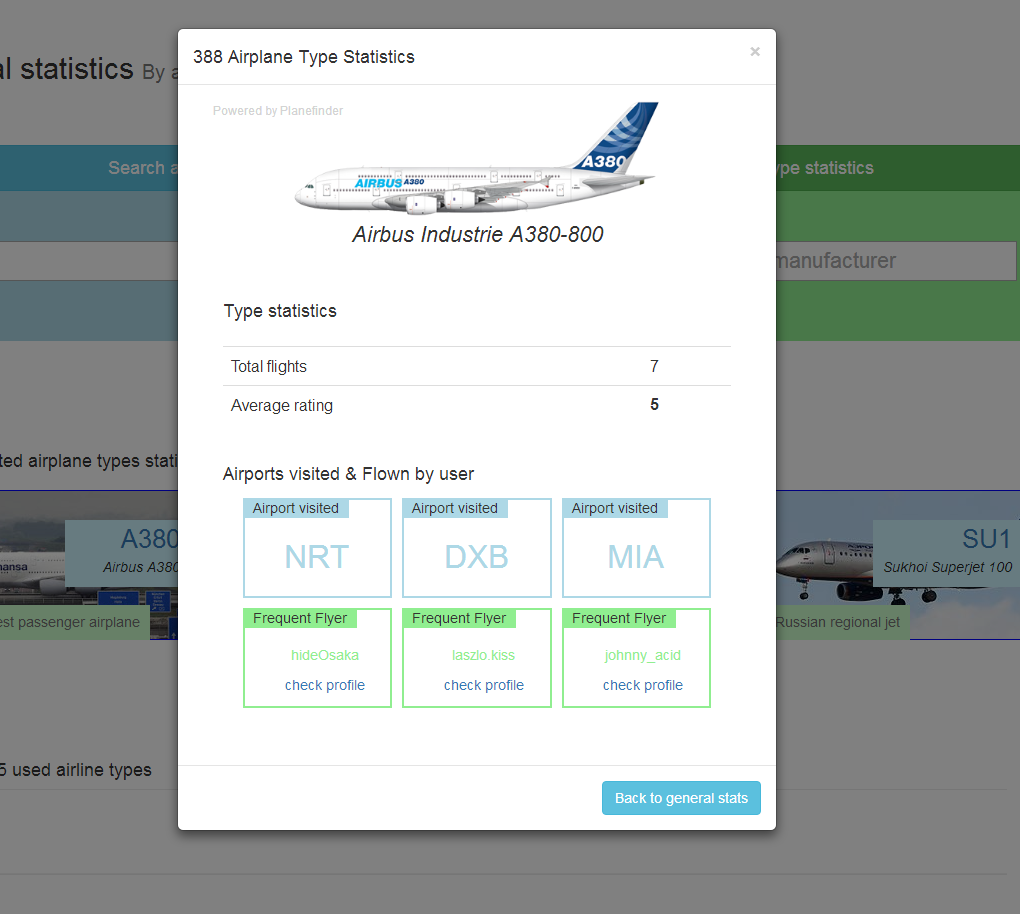 388 Airplane Type Statistics ×
al statistics By a
Powered by Planefinder
A380
AIRBUS A380
Search a
ype statistics
Airbus Industrie A380-800
manufacturer
Type statistics
Total flights 7
Average rating 5
ted airplane types stati
Airports visited & Flown by user
Airport visited Airport visited Airport visited
NRT DXB MIA
A380
Airbus A380
SU1
Sukhoi Superjet 100
est passenger airplane
Russian regional jet
Frequent Flyer Frequent Flyer Frequent Flyer
hideOsaka laszlo.kiss johnny_acid
check profile check profile check profile
5 used airline types
Back to general stats